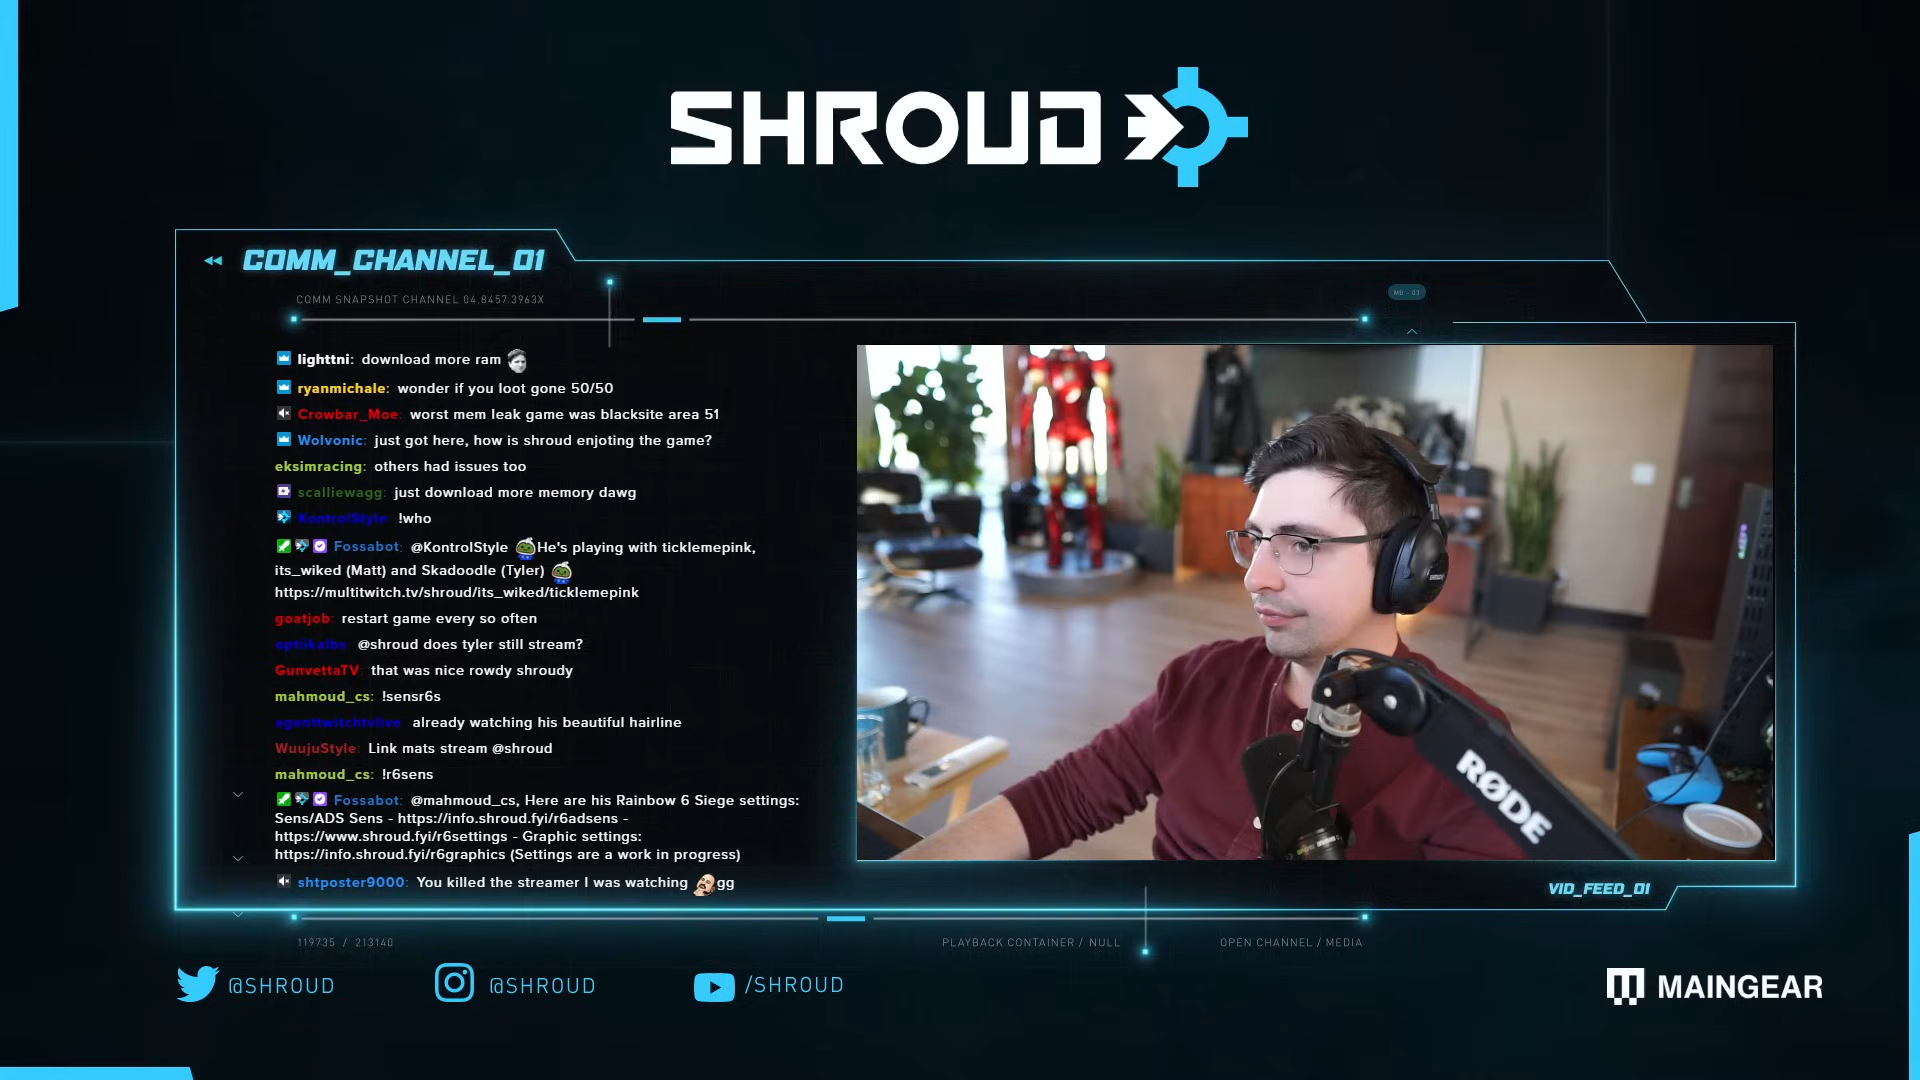 SHROUD
COMM_CHANNEL_01
COMM SNAPSHOT CHANNEL 04.8457.3963X
MD - 03
lighttni: download more ram
ryanmichale: wonder if you loot gone 50/50
Crowbar_Moe: worst mem leak game was blacksite area 51
Wolvonic: just got here, how is shroud enjoting the game?
eksimracing: others had issues too
scalliewagg: just download more memory dawg
KontrolStyle: !who
Fossabot: @KontrolStyle He's playing with ticklemepink,
its_wiked (Matt) and Skadoodle (Tyler)
https://multitwitch.tv/shroud/its_wiked/ticklemepink
goatjob: restart game every so often
@shroud does tyler still stream?
GunvettaTV: that was nice rowdy shroudy
mahmoud_cs: !sensr6s
agenttwitchtvlive: already watching his beautiful hairline
WuujuStyle: Link mats stream @shroud
mahmoud_cs: !r6sens
Fossabot: @mahmoud_cs, Here are his Rainbow 6 Siege settings:
Sens/ADS Sens - https://info.shroud.fyi/r6adsens -
https://www.shroud.fyi/r6settings - Graphic settings:
https://info.shroud.fyi/r6graphics (Settings are a work in progress)
shtposter9000: You killed the streamer I was watching gg
RØDE
VID_FEED_01
119735 / 213140
PLAYBACK CONTAINER / NULL
OPEN CHANNEL / MEDIA
@SHROUD
@SHROUD
/SHROUD
MAINGEAR